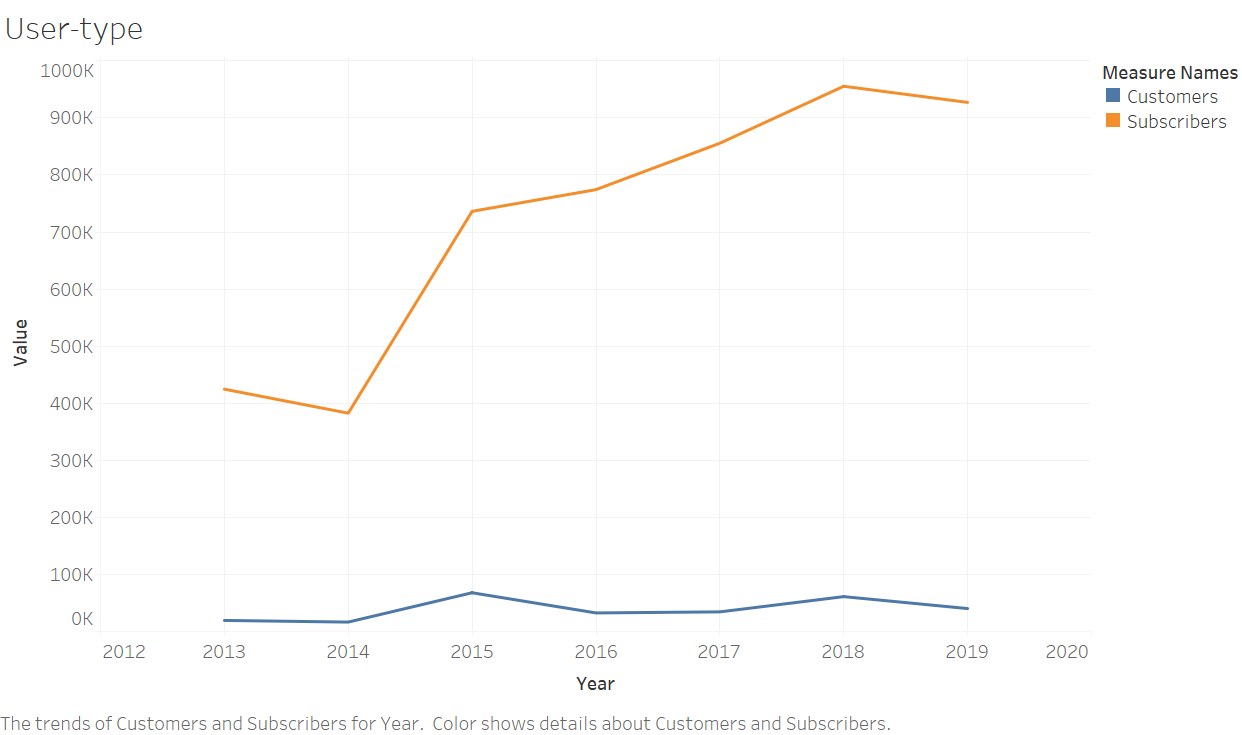 User-type
1000K
900K
800K
700K
600K
500K
400K
300K
200K
100K
0K
Value
2012 2013 2014 2015 2016 2017 2018 2019 2020
Year
Measure Names
Customers
Subscribers
The trends of Customers and Subscribers for Year.  Color shows details about Customers and Subscribers.